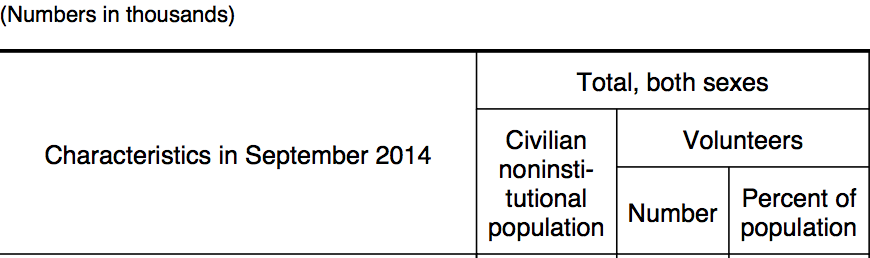 (Numbers in thousands)
Total, both sexes
Characteristics in September 2014
Civilian
noninsti-
tutional
population
Volunteers
Number
Percent of
population